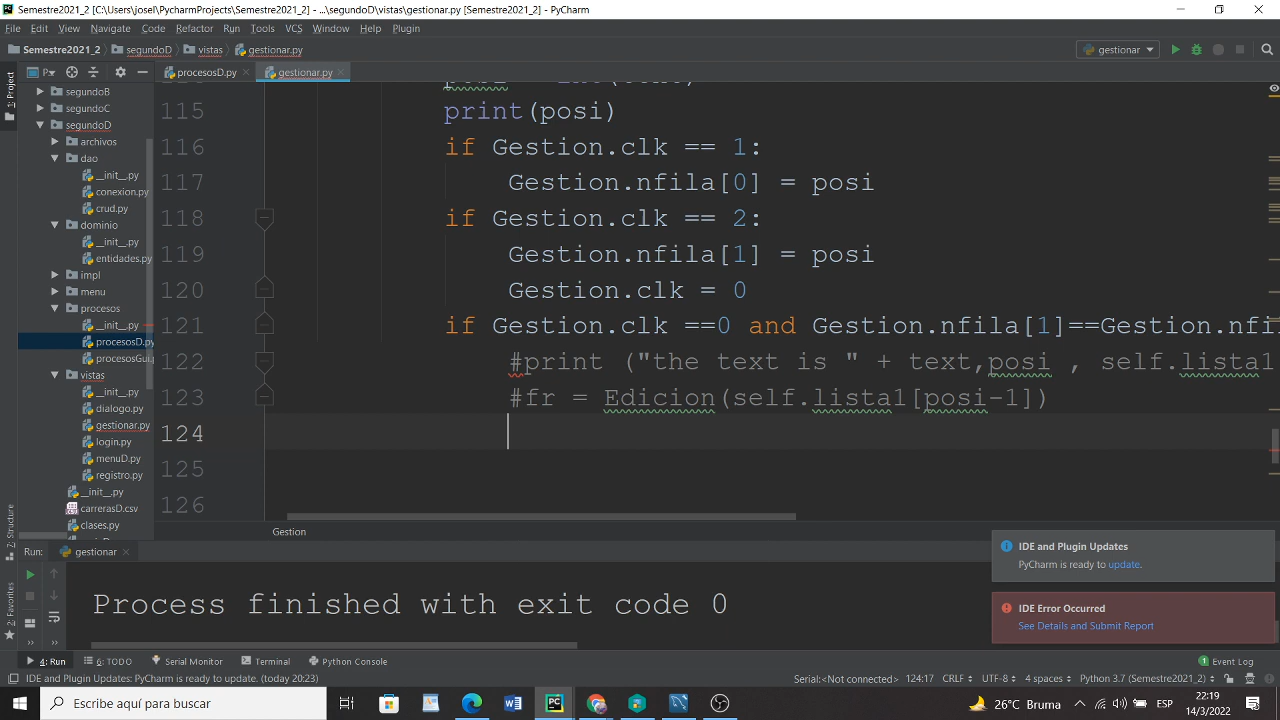 Semestre2021_2 [C:\Users\josel\PycharmProjects\Semestre2021_2] - ...\segundoD\vistas\gestionar.py [Semestre2021_2] - PyCharm
File Edit View Navigate Code Refactor Run Tools VCS Window Help Plugin
Semestre2021_2 segundoD vistas gestionar.py gestionar
P procesosD.py gestionar.py
1: Project
segundoB
segundoC
segundoD
archivos
dao
__init__.py
conexion.py
crud.py
dominio
__init__.py
entidades.py
impl
menu
procesos
__init__.py
procesosD.py
procesosGui.
vistas
__init__.py
dialogo.py
gestionar.py
login.py
menuD.py
registro.py
__init__.py
carrerasD.csv
clases.py
115 print(posi)
116 if Gestion.clk == 1:
117 Gestion.nfila[0] = posi
118 if Gestion.clk == 2:
119 Gestion.nfila[1] = posi
120 Gestion.clk = 0
121 if Gestion.clk ==0 and Gestion.nfila[1]==Gestion.nfi
122 #print ("the text is " + text,posi , self.lista1
123 #fr = Edicion(self.lista1[posi-1])
124
125
126
Gestion
7: Structure
2: Favorites
Run: gestionar
Process finished with exit code 0
IDE and Plugin Updates
PyCharm is ready to update.
IDE Error Occurred
See Details and Submit Report
4: Run 6: TODO Serial Monitor Terminal Python Console 1 Event Log
IDE and Plugin Updates: PyCharm is ready to update. (today 20:23) Serial:<Not connected> 124:17 CRLF UTF-8 4 spaces Python 3.7 (Semestre2021_2)
Escribe aquí para buscar 26°C Bruma ESP 22:19
14/3/2022